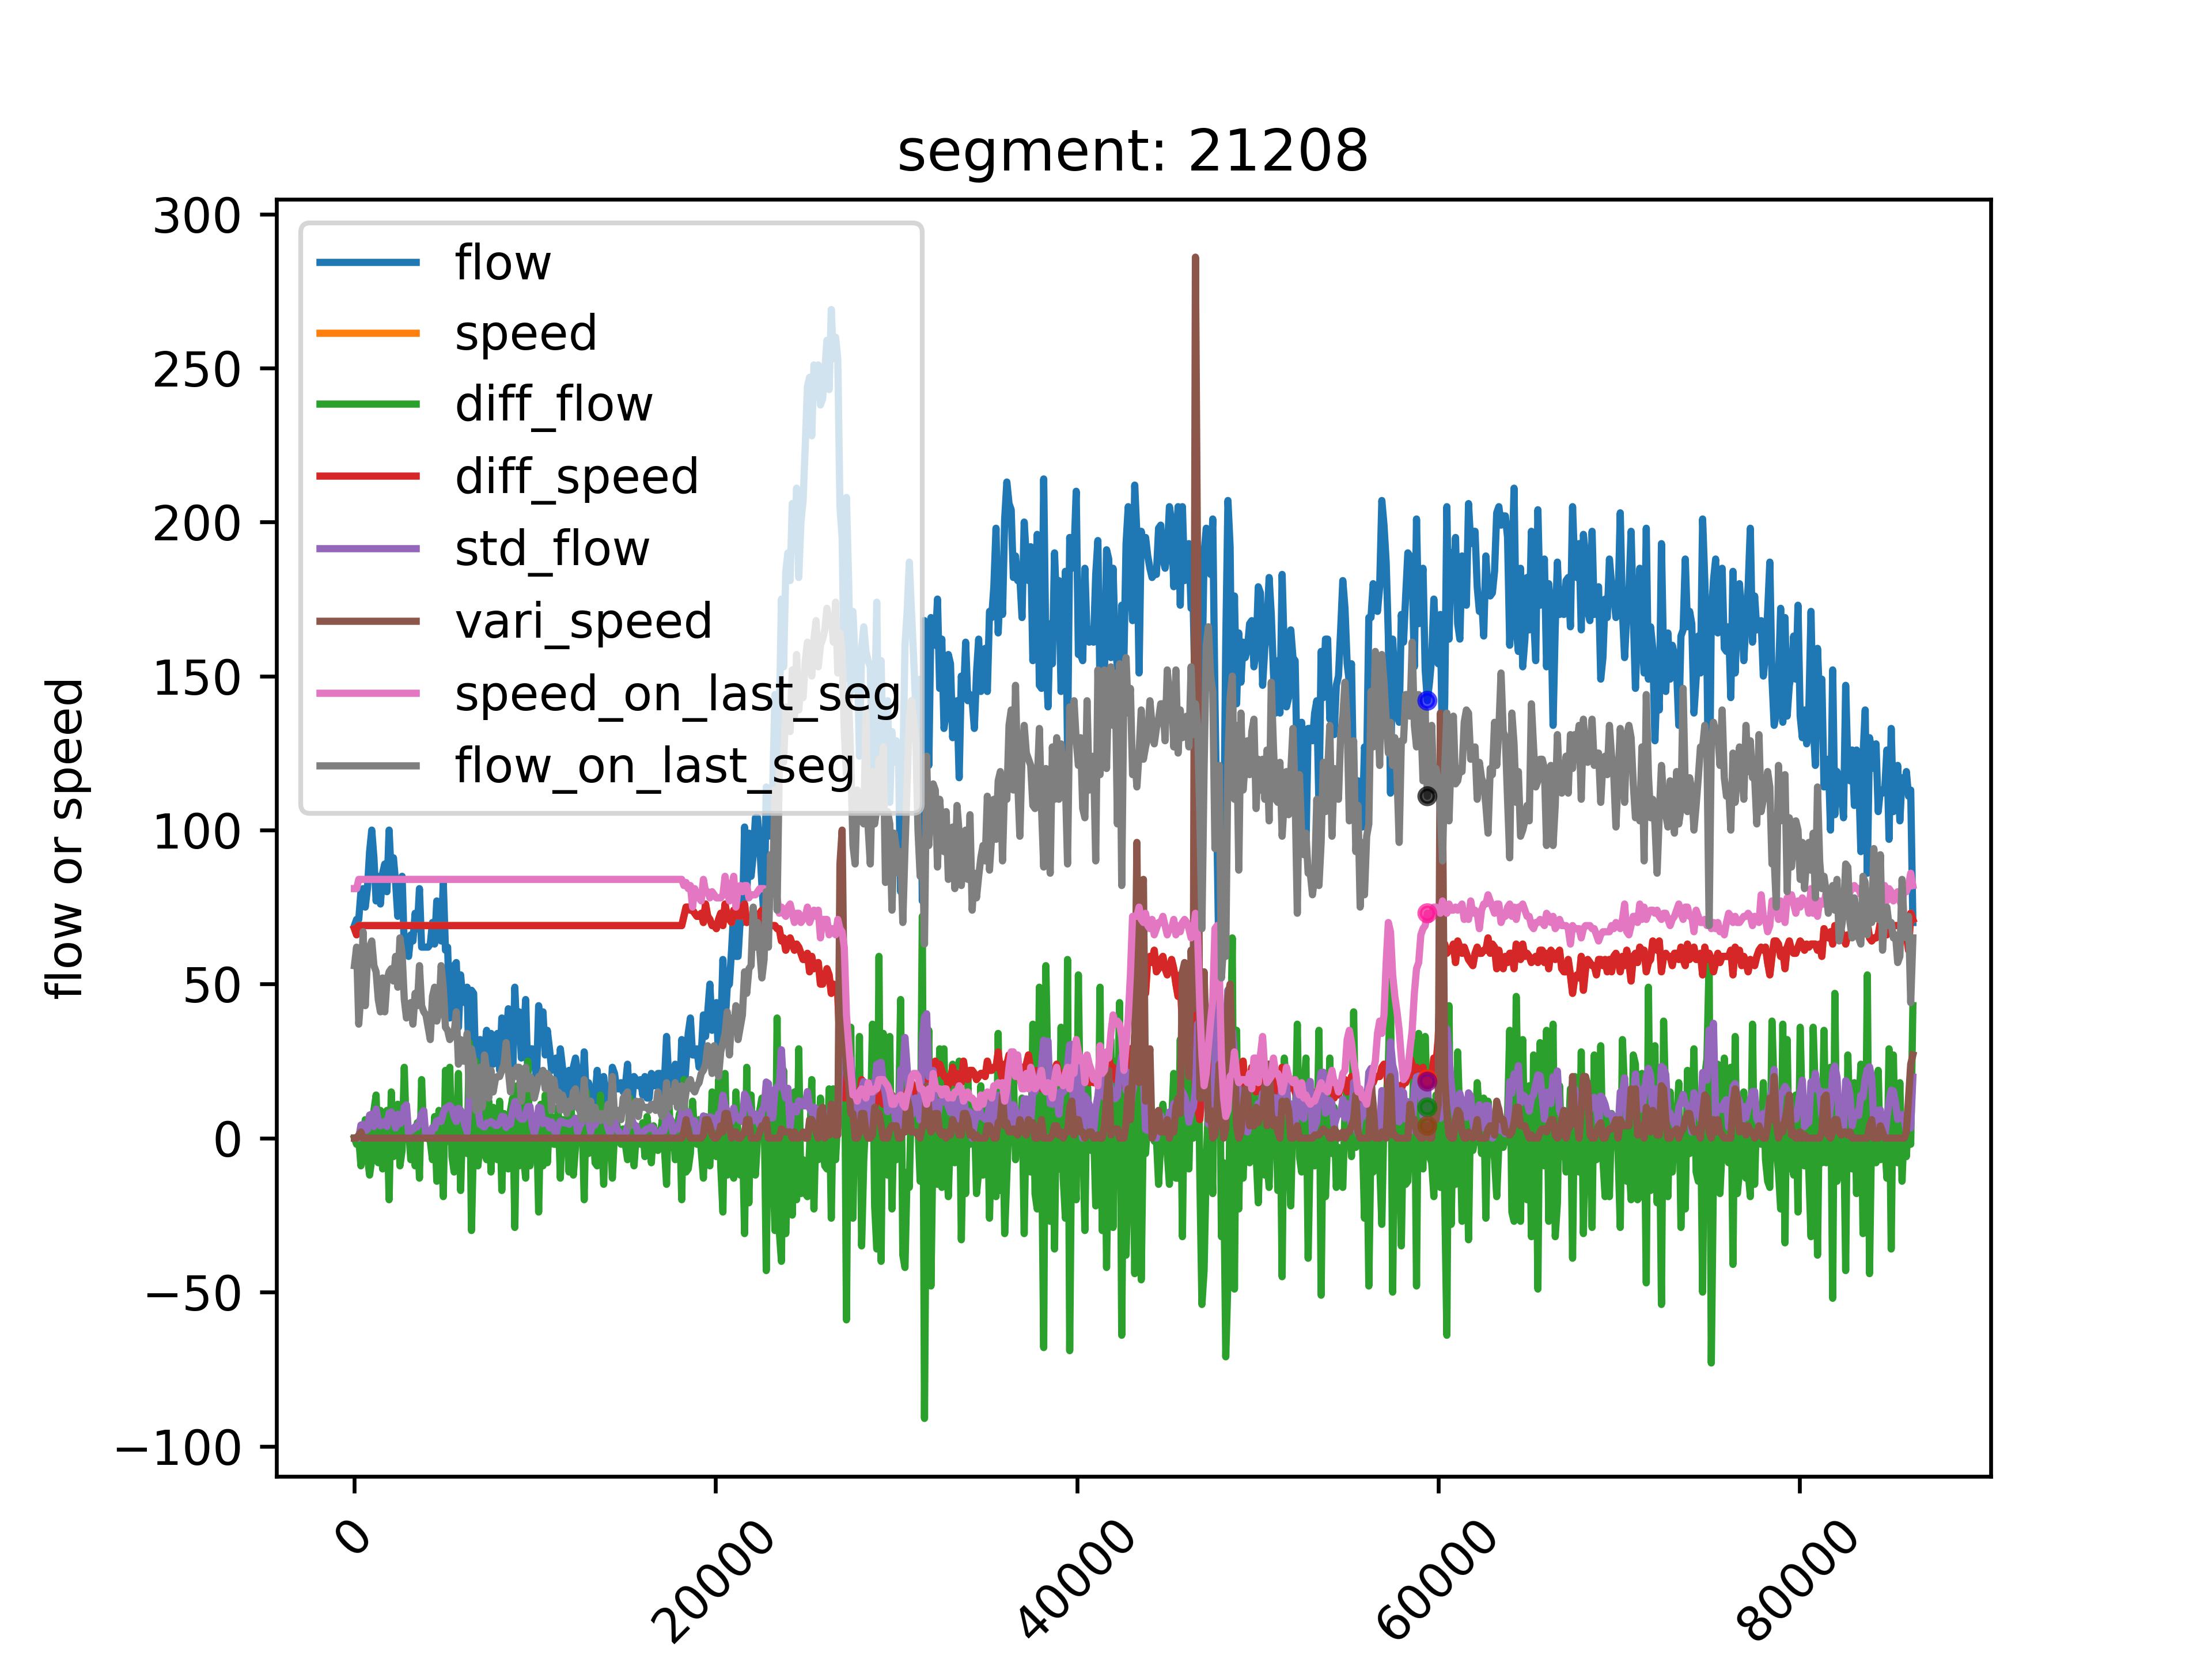 segment: 21208
300
250
200
150
100
50
0
−50
−100
flow or speed
flow
speed
diff_flow
diff_speed
std_flow
vari_speed
speed_on_last_seg
flow_on_last_seg
0
20000
40000
60000
80000